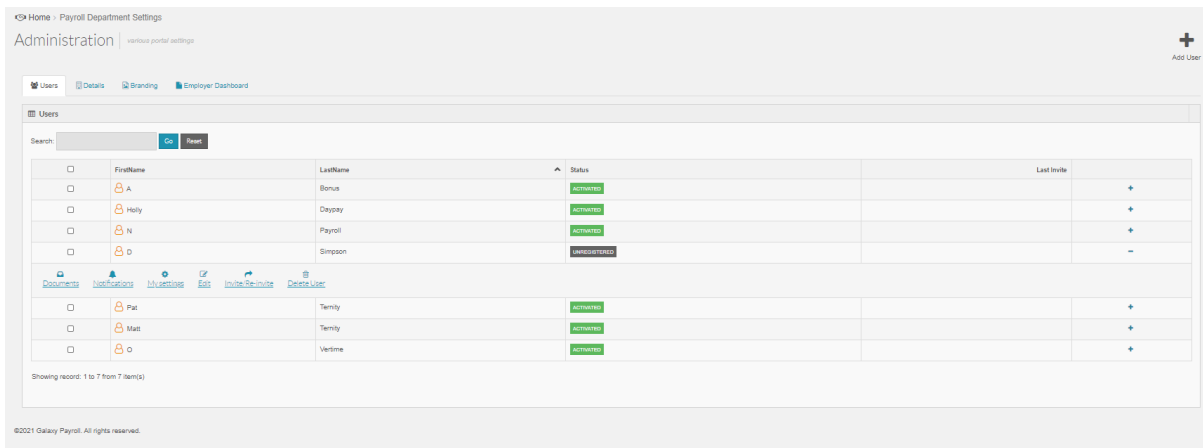 Home > Payroll Department Settings
Administration various portal settings
Add User
Users Details Branding Employer Dashboard
Users
Search: Go Reset
FirstName LastName Status Last Invite
A Bonus ACTIVATED
Holly Daypay ACTIVATED
N Payroll ACTIVATED
D Simpson UNREGISTERED
Documents Notifications My settings Edit Invite/Re-Invite Delete User
Pat Ternity ACTIVATED
Matt Ternity ACTIVATED
O Vertime ACTIVATED
Showing record: 1 to 7 from 7 item(s)
©2021 Galaxy Payroll. All rights reserved.